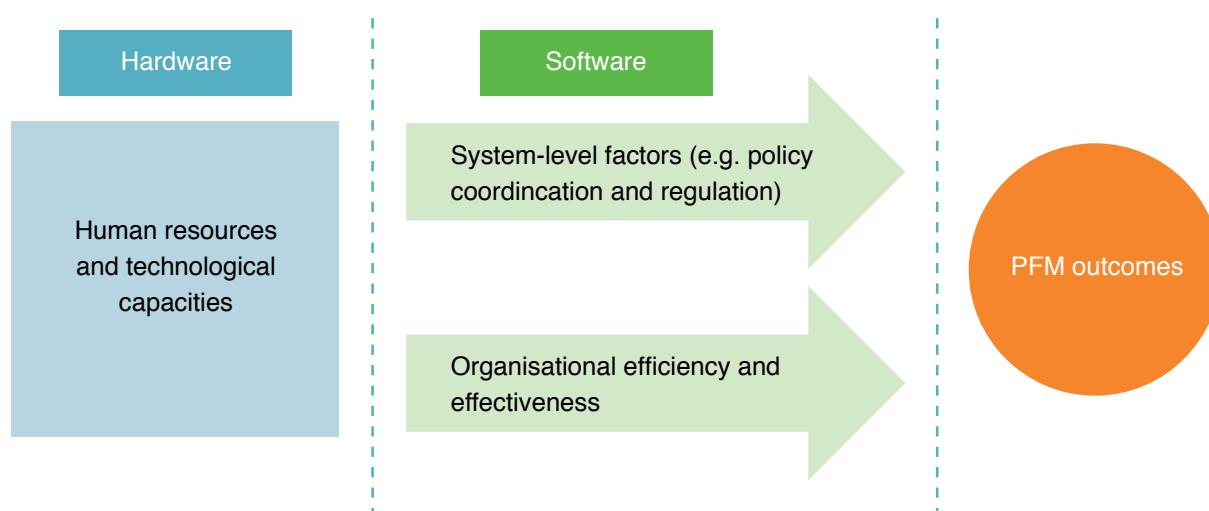 Hardware
Software
Human resources
and technological
capacities
System-level factors (e.g. policy
coordincation and regulation)
Organisational efficiency and
effectiveness
PFM outcomes